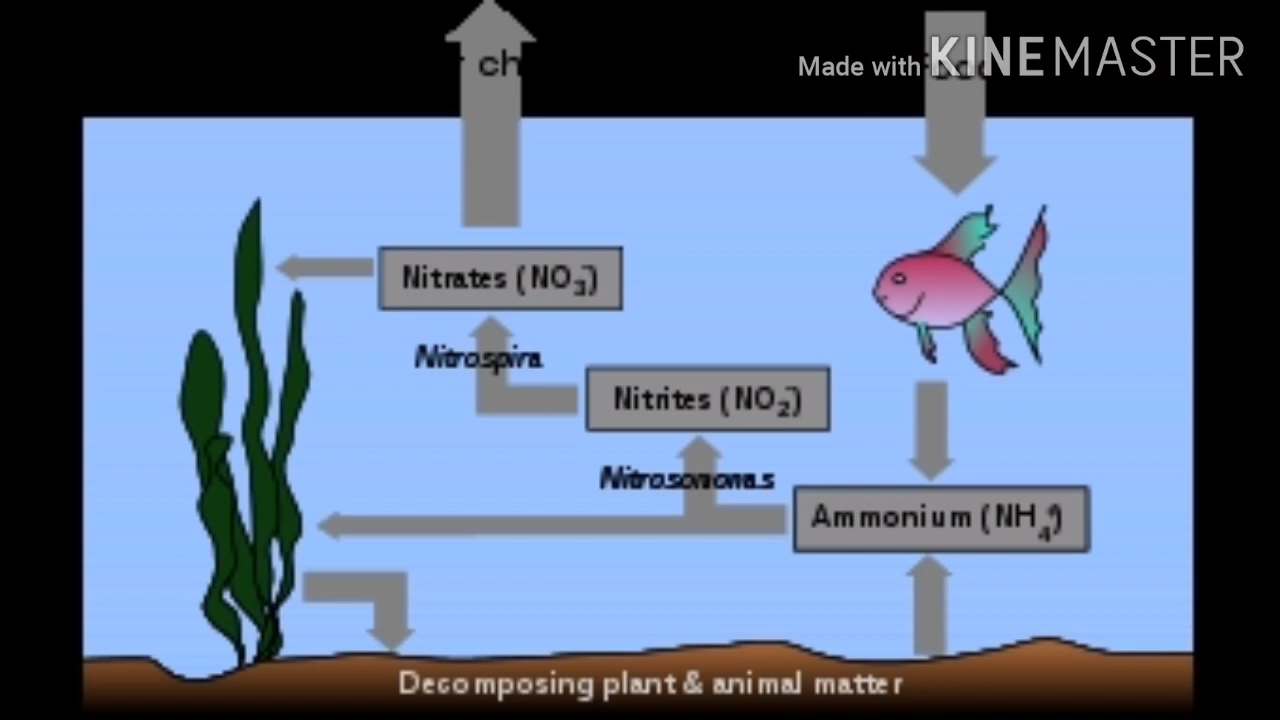 Made with KINEMASTER
Nitrates (NO3-)
Nitrospira
Nitrites (NO2-)
Nitrosomonas
Ammonium (NH4+)
Decomposing plant & animal matter